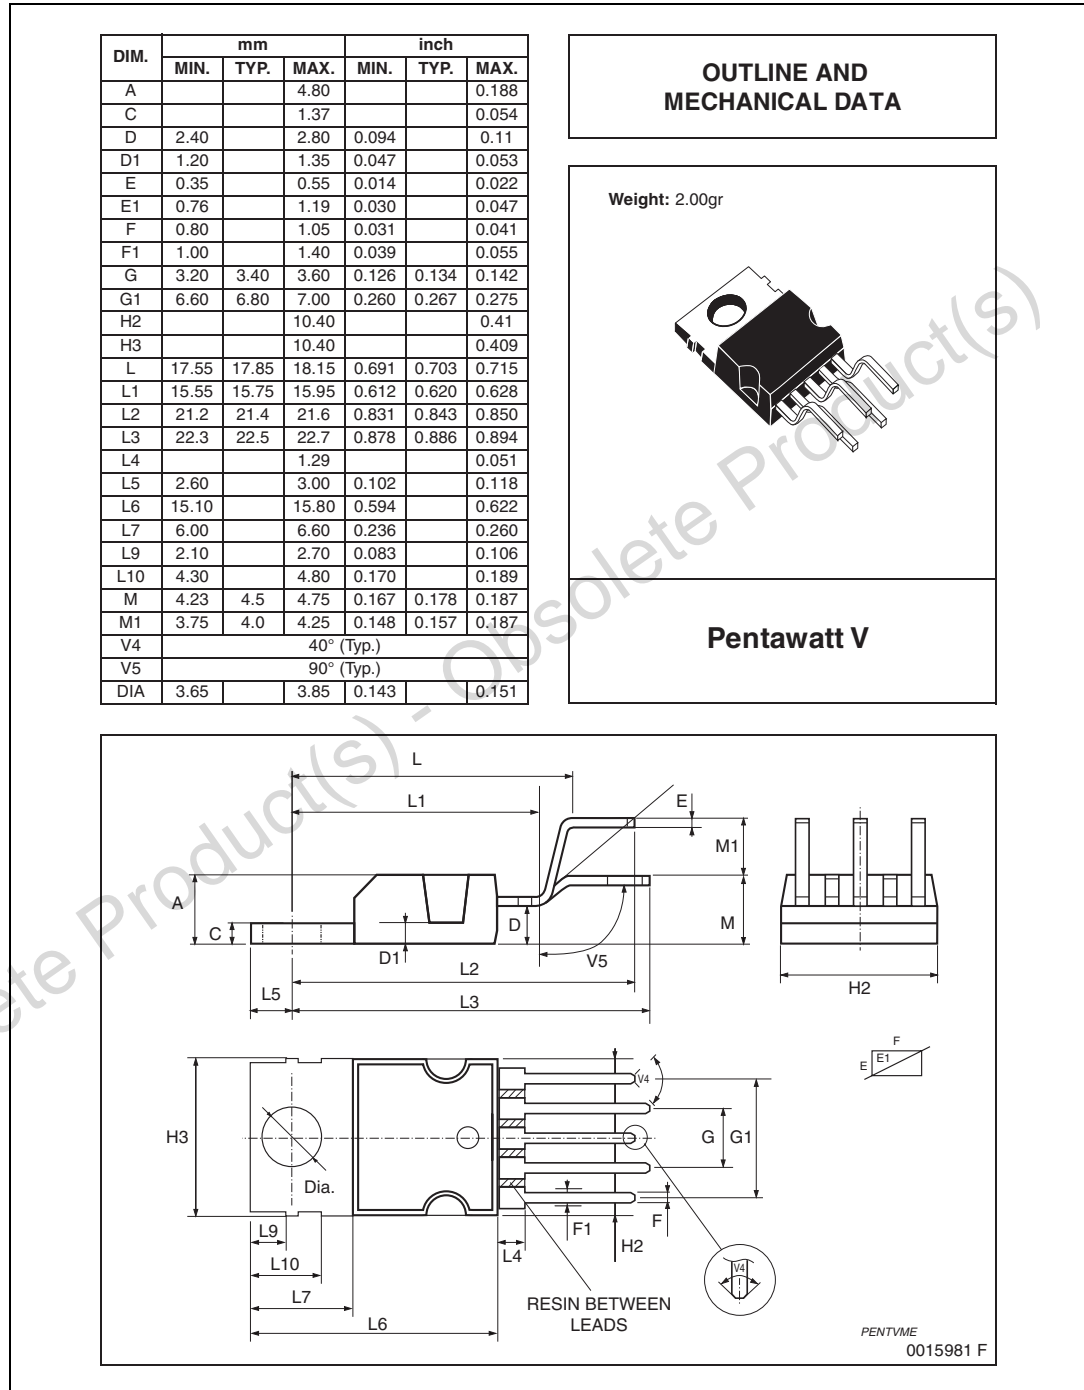 DIM. mm inch
MIN. TYP. MAX. MIN. TYP. MAX.
A 4.80 0.188
C 1.37 0.054
D 2.40 2.80 0.094 0.11
D1 1.20 1.35 0.047 0.053
E 0.35 0.55 0.014 0.022
E1 0.76 1.19 0.030 0.047
F 0.80 1.05 0.031 0.041
F1 1.00 1.40 0.039 0.055
G 3.20 3.40 3.60 0.126 0.134 0.142
G1 6.60 6.80 7.00 0.260 0.267 0.275
H2 10.40 0.41
H3 10.40 0.409
L 17.55 17.85 18.15 0.691 0.703 0.715
L1 15.55 15.75 15.95 0.612 0.620 0.628
L2 21.2 21.4 21.6 0.831 0.843 0.850
L3 22.3 22.5 22.7 0.878 0.886 0.894
L4 1.29 0.051
L5 2.60 3.00 0.102 0.118
L6 15.10 15.80 0.594 0.622
L7 6.00 6.60 0.236 0.260
L9 2.10 2.70 0.083 0.106
L10 4.30 4.80 0.170 0.189
M 4.23 4.5 4.75 0.167 0.178 0.187
M1 3.75 4.0 4.25 0.148 0.157 0.187
V4 40° (Typ.)
V5 90° (Typ.)
DIA 3.65 3.85 0.143 0.151
OUTLINE AND
MECHANICAL DATA
Weight: 2.00gr
Pentawatt V
L
L1
E
M1
A
C
D
M
D1
V5
L2
L5
L3
H2
F
E E1
V4
H3
G G1
Dia.
L9
F1
F
L4
H2
L10
V4
L7
RESIN BETWEEN
LEADS
L6
PENTVME
0015981 F
ete Product(s) - Obsolete Product(s)